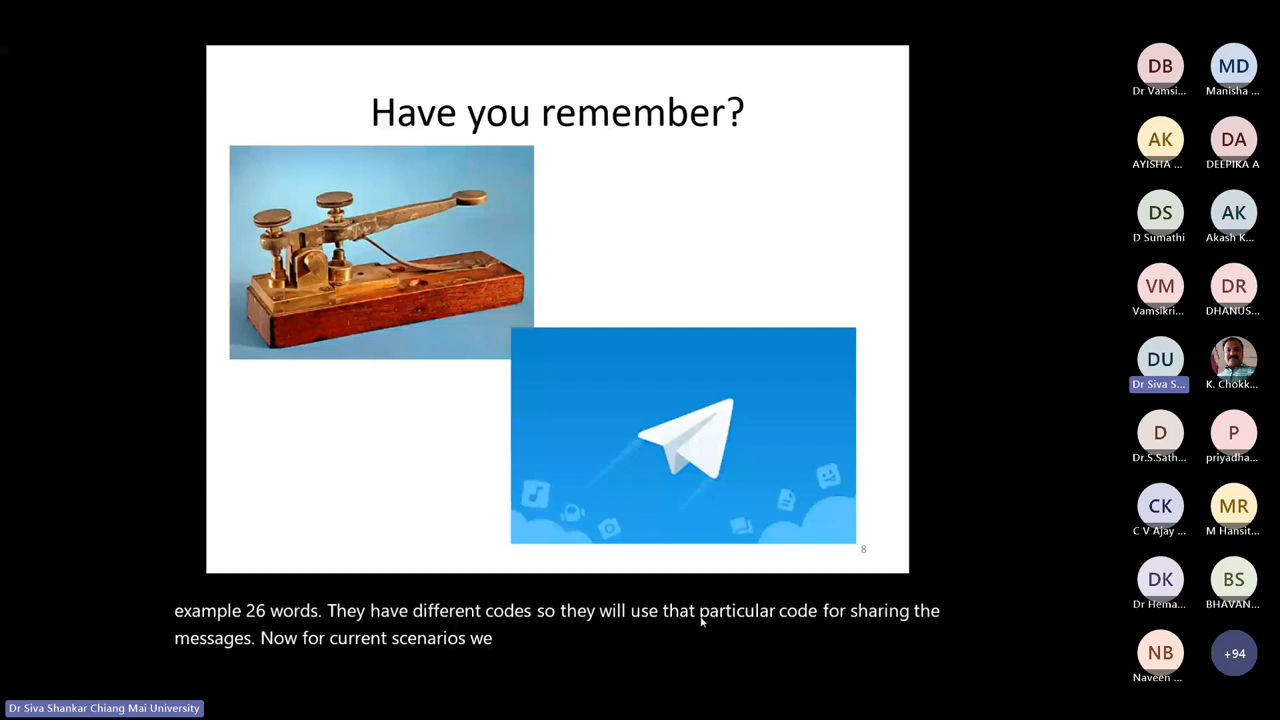 Have you remember?
8
example 26 words. They have different codes so they will use that particular code for sharing the
messages. Now for current scenarios we
Dr Siva Shankar Chiang Mai University
DB MD
Dr Vamsi... Manisha ...
AK DA
AYISHA ... DEEPIKA A
DS AK
D Sumathi Akash K...
VM DR
Vamsikri... DHANUS...
DU
Dr Siva S... K. Chokk...
D P
Dr.S.Sath... priyadha...
CK MR
C V Ajay ... M Hansit...
DK BS
Dr Hema... BHAVAN...
NB +94
Naveen ...